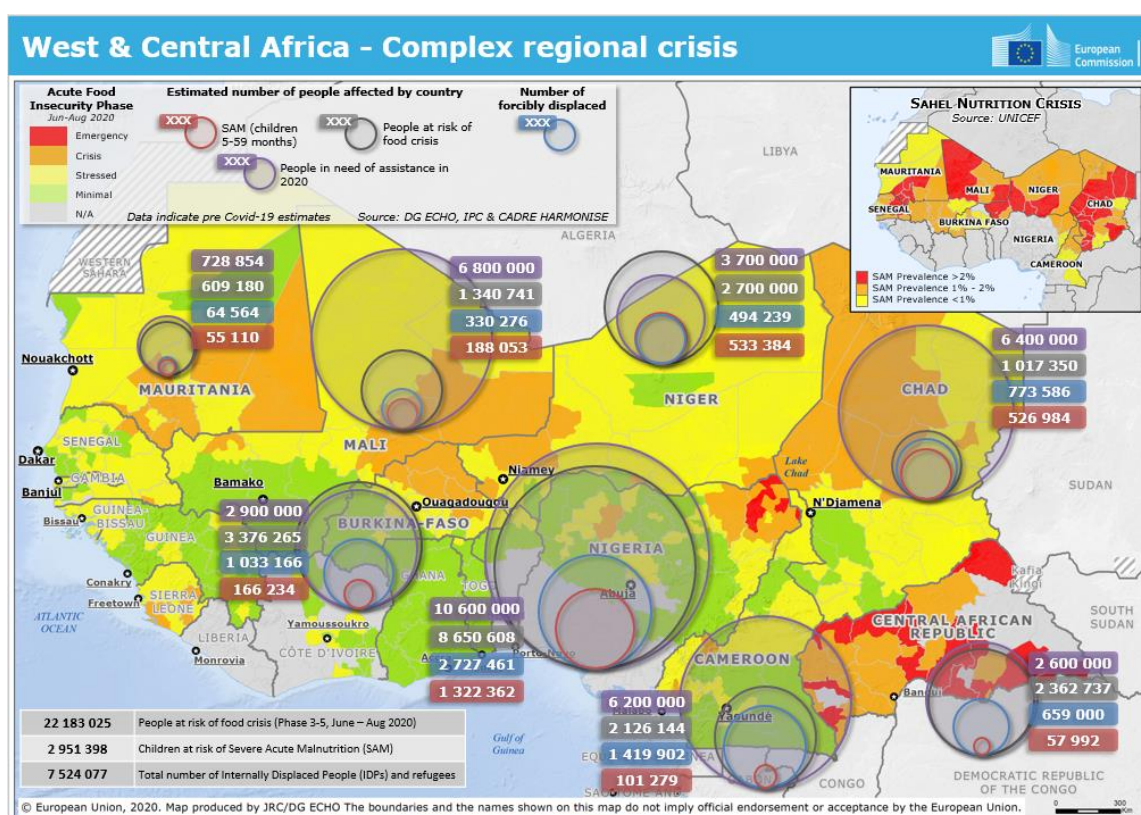 West & Central Africa - Complex regional crisis
European
Commission
Acute Food
Insecurity Phase
Jun-Aug 2020
Emergency
Crisis
Stressed
Minimal
N/A
Estimated number of people affected by country
XXX
SAM (children
5-59 months)
XXX
People at risk of
food crisis
XXX
People in need of assistance in
2020
Number of
forcibly displaced
XXX
Data indicate pre Covid-19 estimates
Source: DG ECHO, IPC & CADRE HARMONISE
SAHEL NUTRITION CRISIS
Source: UNICEF
MAURITANIA
MALI
NIGER
CHAD
SENEGAL
BURKINA FASO
NIGERIA
CAMEROON
SAM Prevalence >2%
SAM Prevalence 1% - 2%
SAM Prevalence <1%
LIBYA
ALGERIA
WESTERN
SAHARA
728 854
609 180
64 564
55 110
6 800 000
1 340 741
330 276
188 053
3 700 000
2 700 000
494 239
533 384
6 400 000
1 017 350
773 586
526 984
Nouakchott
MAURITANIA
MALI
NIGER
CHAD
SENEGAL
Dakar
GAMBIA
Banjul
Bamako
Niamey
Ouagadougou
Lake
Chad
N'Djamena
SUDAN
GUINEA-
BISSAU
Bissau
GUINEA
2 900 000
3 376 265
1 033 166
166 234
BURKINA-FASO
NIGERIA
Abuja
GHANA
TOGO
Conakry
Freetown
SIERRA
LEONE
ATLANTIC
OCEAN
LIBERIA
Monrovia
Yamoussoukro
CÔTE D'IVOIRE
10 600 000
8 650 608
2 727 461
1 322 362
Porto-Novo
Kafia
Kingi
SOUTH
SUDAN
CENTRAL AFRICAN
REPUBLIC
Bangui
CAMEROON
Yaoundé
6 200 000
2 126 144
1 419 902
101 279
2 600 000
2 362 737
659 000
57 992
Gulf of
Guinea
GABON
CONGO
DEMOCRATIC REPUBLIC
OF THE CONGO
22 183 025 People at risk of food crisis (Phase 3-5, June – Aug 2020)
2 951 398 Children at risk of Severe Acute Malnutrition (SAM)
7 524 077 Total number of Internally Displaced People (IDPs) and refugees
© European Union, 2020. Map produced by JRC/DG ECHO The boundaries and the names shown on this map do not imply official endorsement or acceptance by the European Union.
0 300
Km